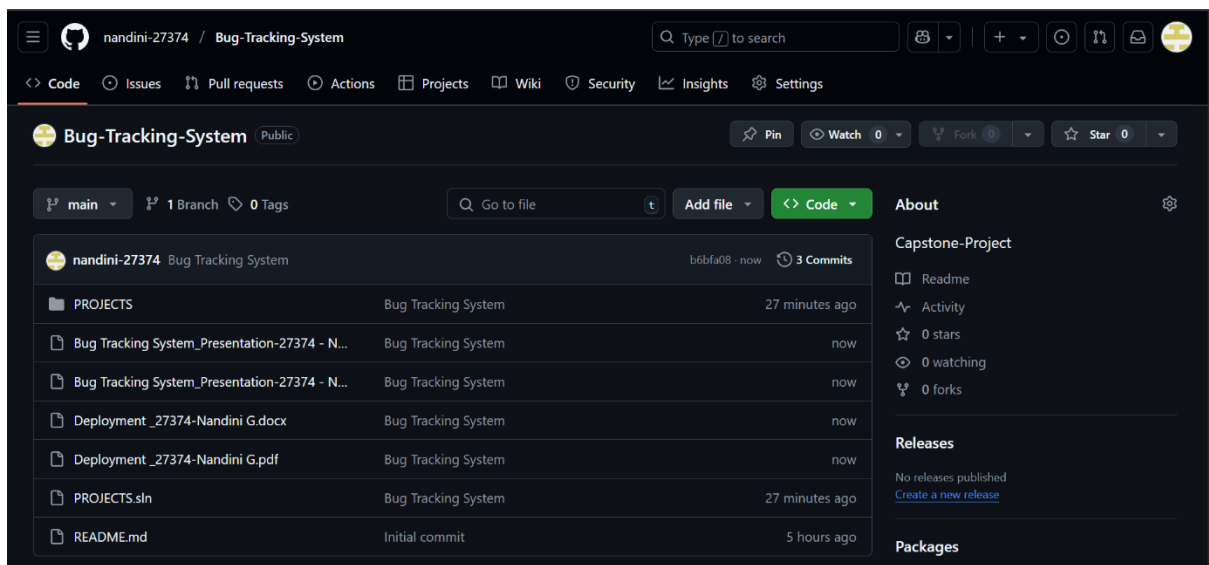 nandini-27374 / Bug-Tracking-System
Type / to search
Code Issues Pull requests Actions Projects Wiki Security Insights Settings
Bug-Tracking-System Public
Pin Watch 0 Fork 0 Star 0
main 1 Branch 0 Tags Go to file t Add file Code
nandini-27374 Bug Tracking System b6bfa08 · now 3 Commits
PROJECTS Bug Tracking System 27 minutes ago
Bug Tracking System_Presentation-27374 - N... Bug Tracking System now
Bug Tracking System_Presentation-27374 - N... Bug Tracking System now
Deployment _27374-Nandini G.docx Bug Tracking System now
Deployment _27374-Nandini G.pdf Bug Tracking System now
PROJECTS.sln Bug Tracking System 27 minutes ago
README.md Initial commit 5 hours ago
About
Capstone-Project
Readme
Activity
0 stars
0 watching
0 forks
Releases
No releases published
Create a new release
Packages